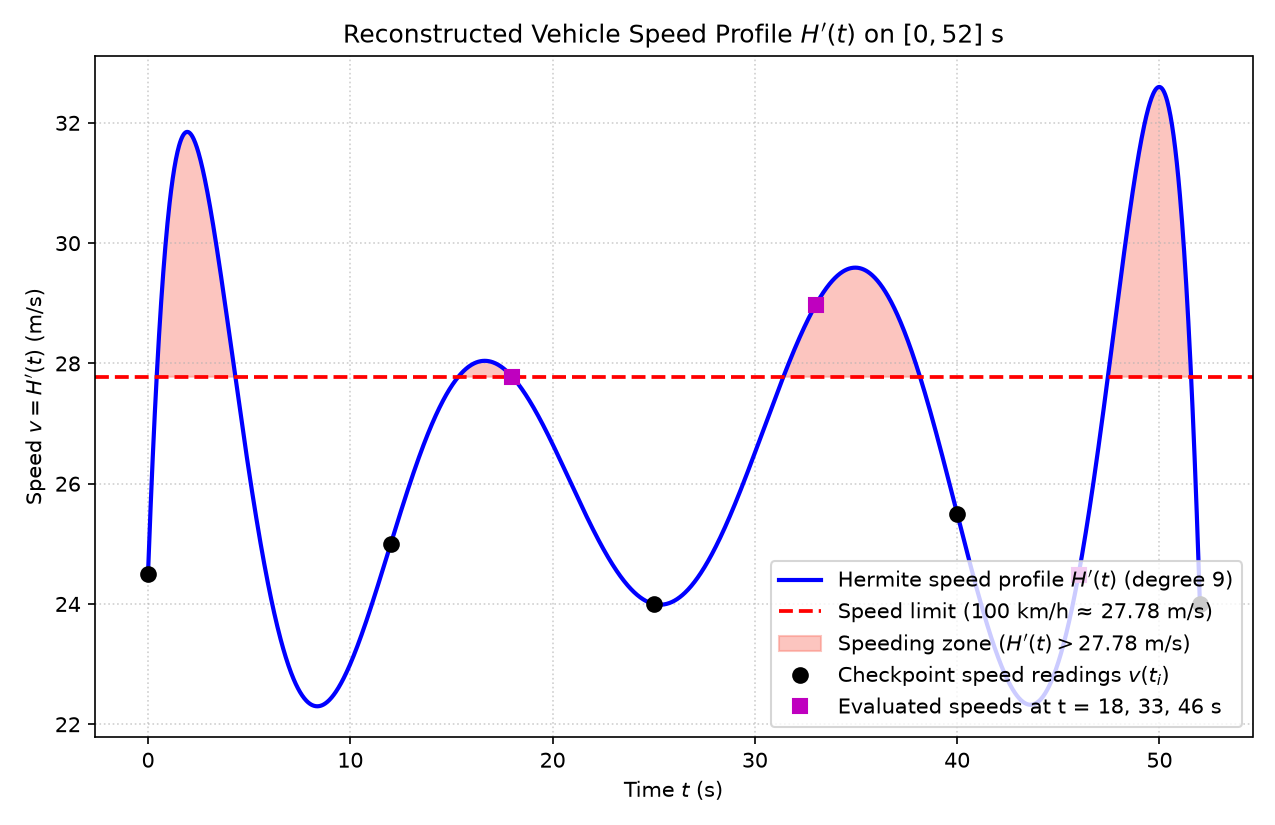 Reconstructed Vehicle Speed Profile H′(t) on [0, 52] s
Speed v = H′(t) (m/s)
32
30
28
26
24
22
0
10
20
30
40
50
Time t (s)
Hermite speed profile H′(t) (degree 9)
Speed limit (100 km/h ≈ 27.78 m/s)
Speeding zone (H′(t) > 27.78 m/s)
Checkpoint speed readings v(tᵢ)
Evaluated speeds at t = 18, 33, 46 s